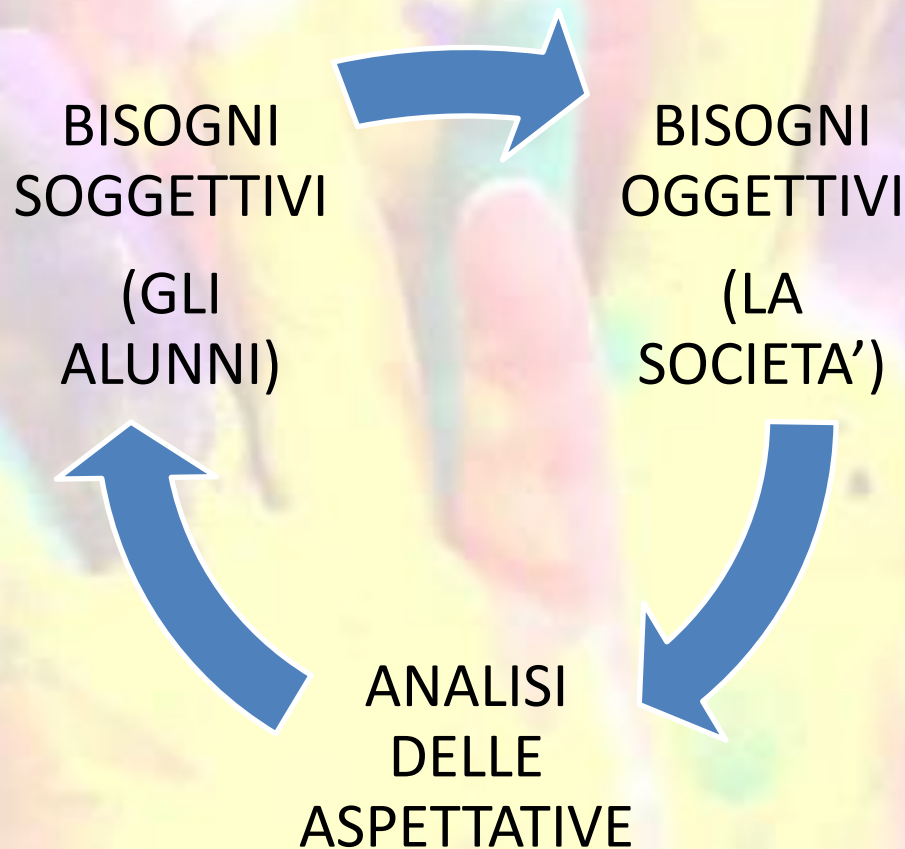 BISOGNI
SOGGETTIVI
(GLI
ALUNNI)
BISOGNI
OGGETTIVI
(LA
SOCIETA’)
ANALISI
DELLE
ASPETTATIVE